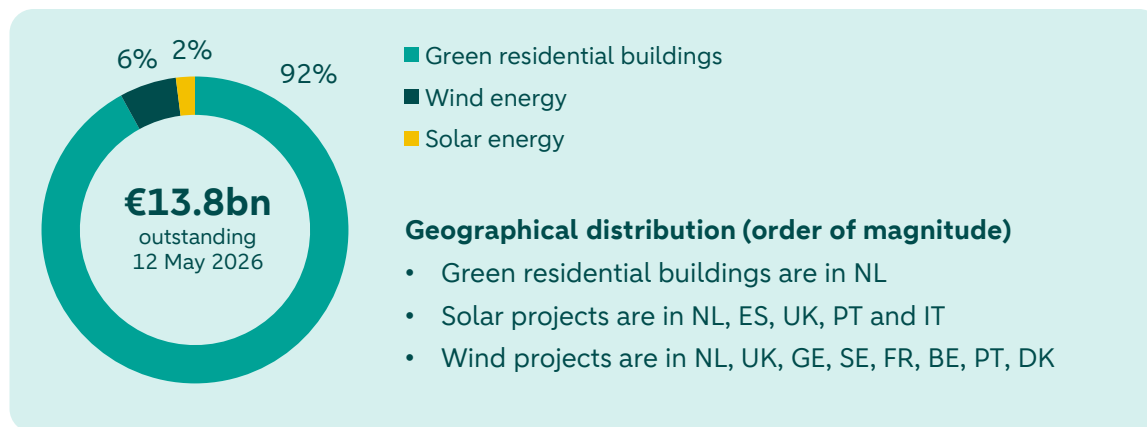 6% 2%
92%
€13.8bn
outstanding
12 May 2026
Green residential buildings
Wind energy
Solar energy
Geographical distribution (order of magnitude)
• Green residential buildings are in NL
• Solar projects are in NL, ES, UK, PT and IT
• Wind projects are in NL, UK, GE, SE, FR, BE, PT, DK